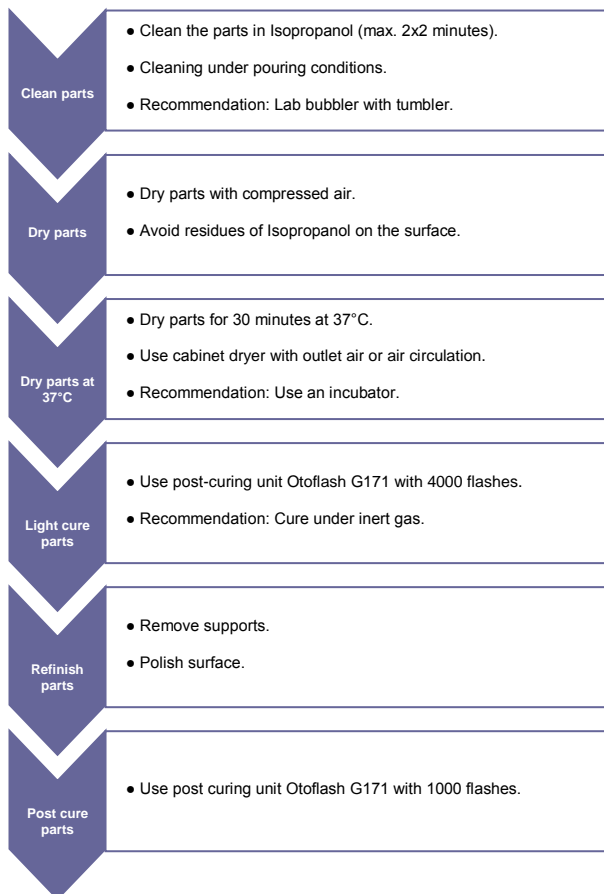 Clean parts
● Clean the parts in Isopropanol (max. 2x2 minutes).
● Cleaning under pouring conditions.
● Recommendation: Lab bubbler with tumbler.
Dry parts
● Dry parts with compressed air.
● Avoid residues of Isopropanol on the surface.
Dry parts at
37°C
● Dry parts for 30 minutes at 37°C.
● Use cabinet dryer with outlet air or air circulation.
● Recommendation: Use an incubator.
Light cure
parts
● Use post-curing unit Otoflash G171 with 4000 flashes.
● Recommendation: Cure under inert gas.
Refinish
parts
● Remove supports.
● Polish surface.
Post cure
parts
● Use post curing unit Otoflash G171 with 1000 flashes.